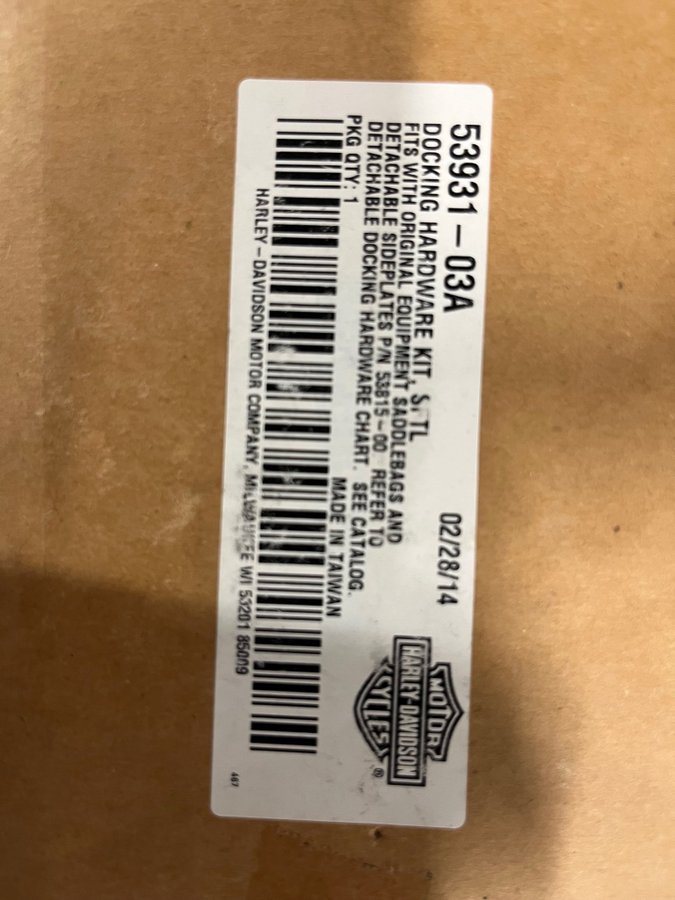 53931-03A
02/28/14
DOCKING HARDWARE KIT,
FITS WITH ORIGINAL EQUIPMENT SADDLEBAGS AND
DETACHABLE SIDEPLATES P/N 53815-00 REFER TO
DETACHABLE DOCKING HARDWARE CHART. SEE CATALOG.
PKG QTY: 1
MADE IN TAIWAN
HARLEY-DAVIDSON MOTOR COMPANY, MILWAUKEE WI 53201 85009
MOTOR
HARLEY-DAVIDSON
CYCLES
®
487